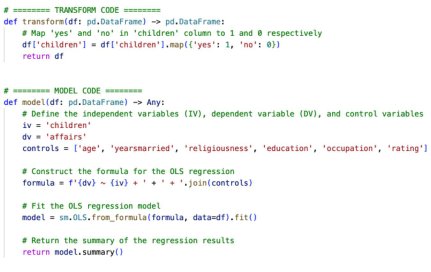 # ======== TRANSFORM CODE ========
def transform(df: pd.DataFrame) -> pd.DataFrame:
    # Map 'yes' and 'no' in 'children' column to 1 and 0 respectively
    df['children'] = df['children'].map({'yes': 1, 'no': 0})
    return df

# ======== MODEL CODE ========
def model(df: pd.DataFrame) -> Any:
    # Define the independent variables (IV), dependent variable (DV), and control variables
    iv = 'children'
    dv = 'affairs'
    controls = ['age', 'yearsmarried', 'religiousness', 'education', 'occupation', 'rating']

    # Construct the formula for the OLS regression
    formula = f'{dv} ~ {iv} + ' + ' + '.join(controls)

    # Fit the OLS regression model
    model = sm.OLS.from_formula(formula, data=df).fit()

    # Return the summary of the regression results
    return model.summary()